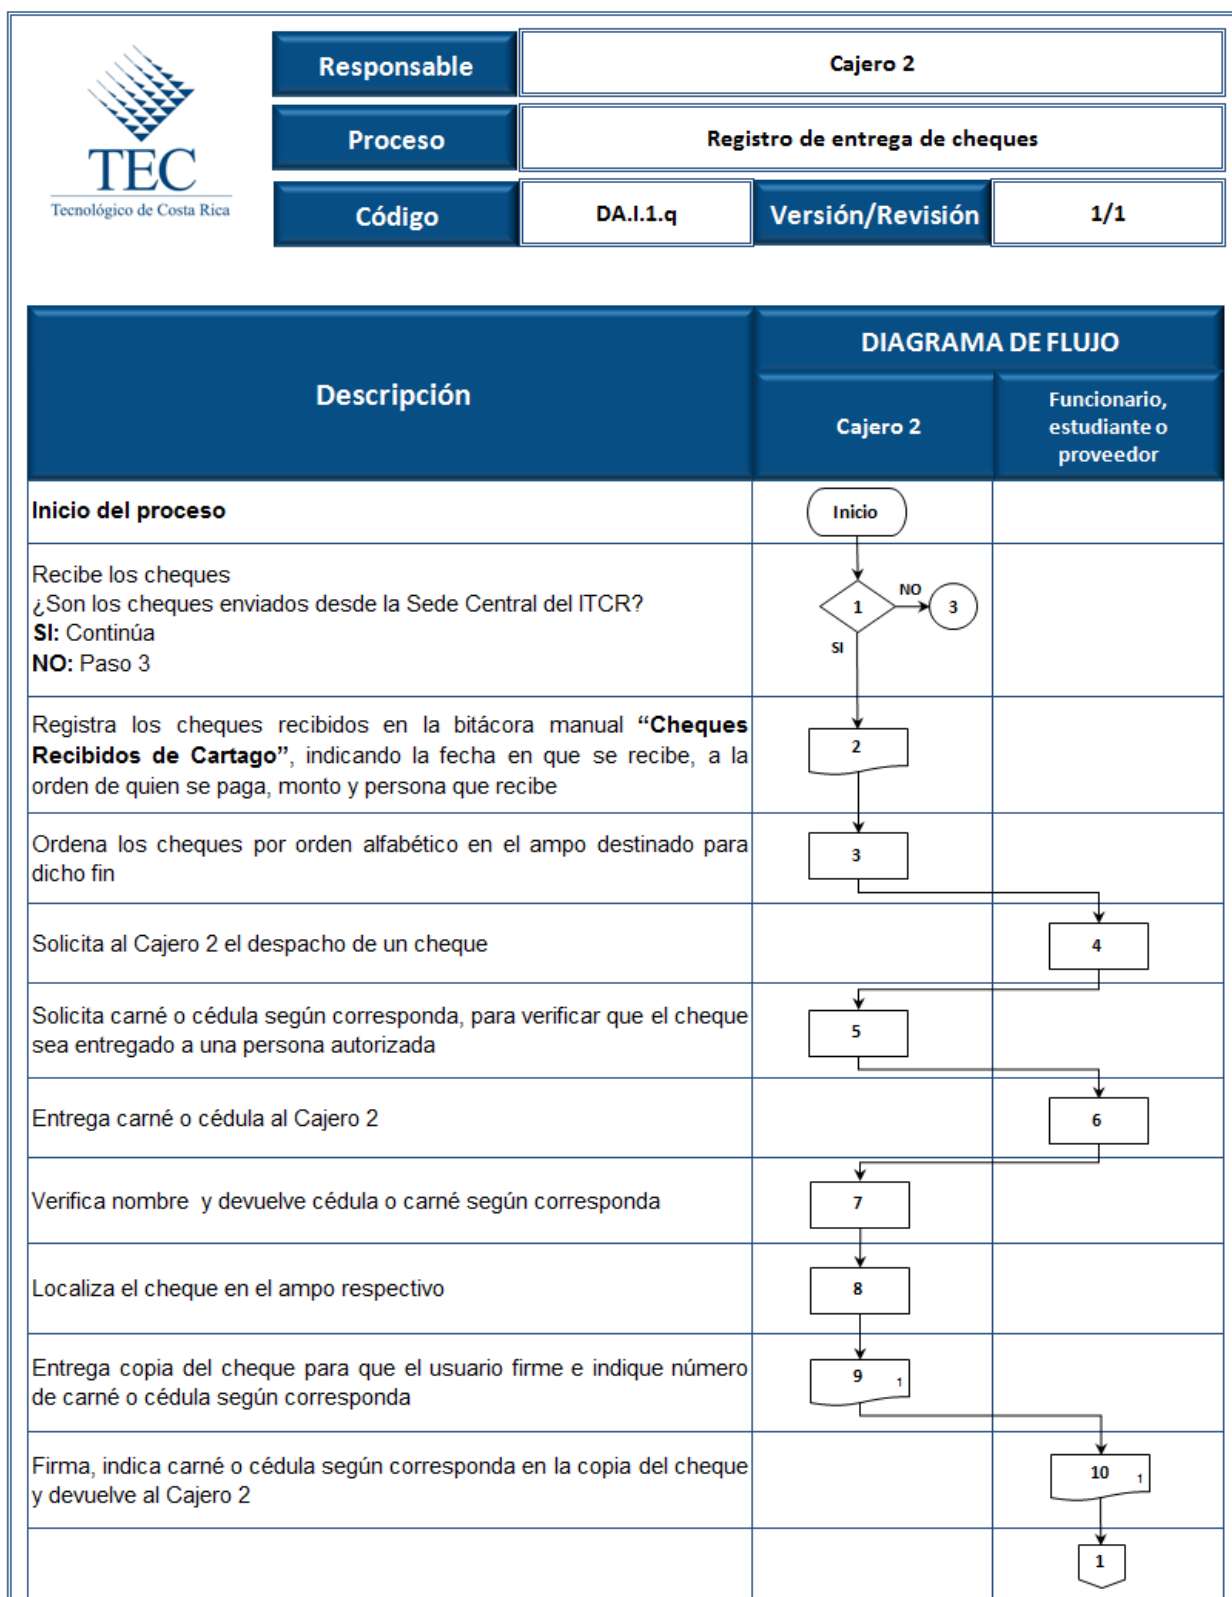 TEC
Tecnológico de Costa Rica
Responsable
Cajero 2
Proceso
Registro de entrega de cheques
Código
DA.I.1.q
Versión/Revisión
1/1
Descripción
DIAGRAMA DE FLUJO
Cajero 2
Funcionario,
estudiante o
proveedor
Inicio del proceso
Inicio
Recibe los cheques
¿Son los cheques enviados desde la Sede Central del ITCR?
SI: Continúa
NO: Paso 3
1
NO
3
SI
Registra los cheques recibidos en la bitácora manual “Cheques
Recibidos de Cartago”, indicando la fecha en que se recibe, a la
orden de quien se paga, monto y persona que recibe
2
Ordena los cheques por orden alfabético en el ampo destinado para
dicho fin
3
Solicita al Cajero 2 el despacho de un cheque
4
Solicita carné o cédula según corresponda, para verificar que el cheque
sea entregado a una persona autorizada
5
Entrega carné o cédula al Cajero 2
6
Verifica nombre y devuelve cédula o carné según corresponda
7
Localiza el cheque en el ampo respectivo
8
Entrega copia del cheque para que el usuario firme e indique número
de carné o cédula según corresponda
9
1
Firma, indica carné o cédula según corresponda en la copia del cheque
y devuelve al Cajero 2
10
1
1